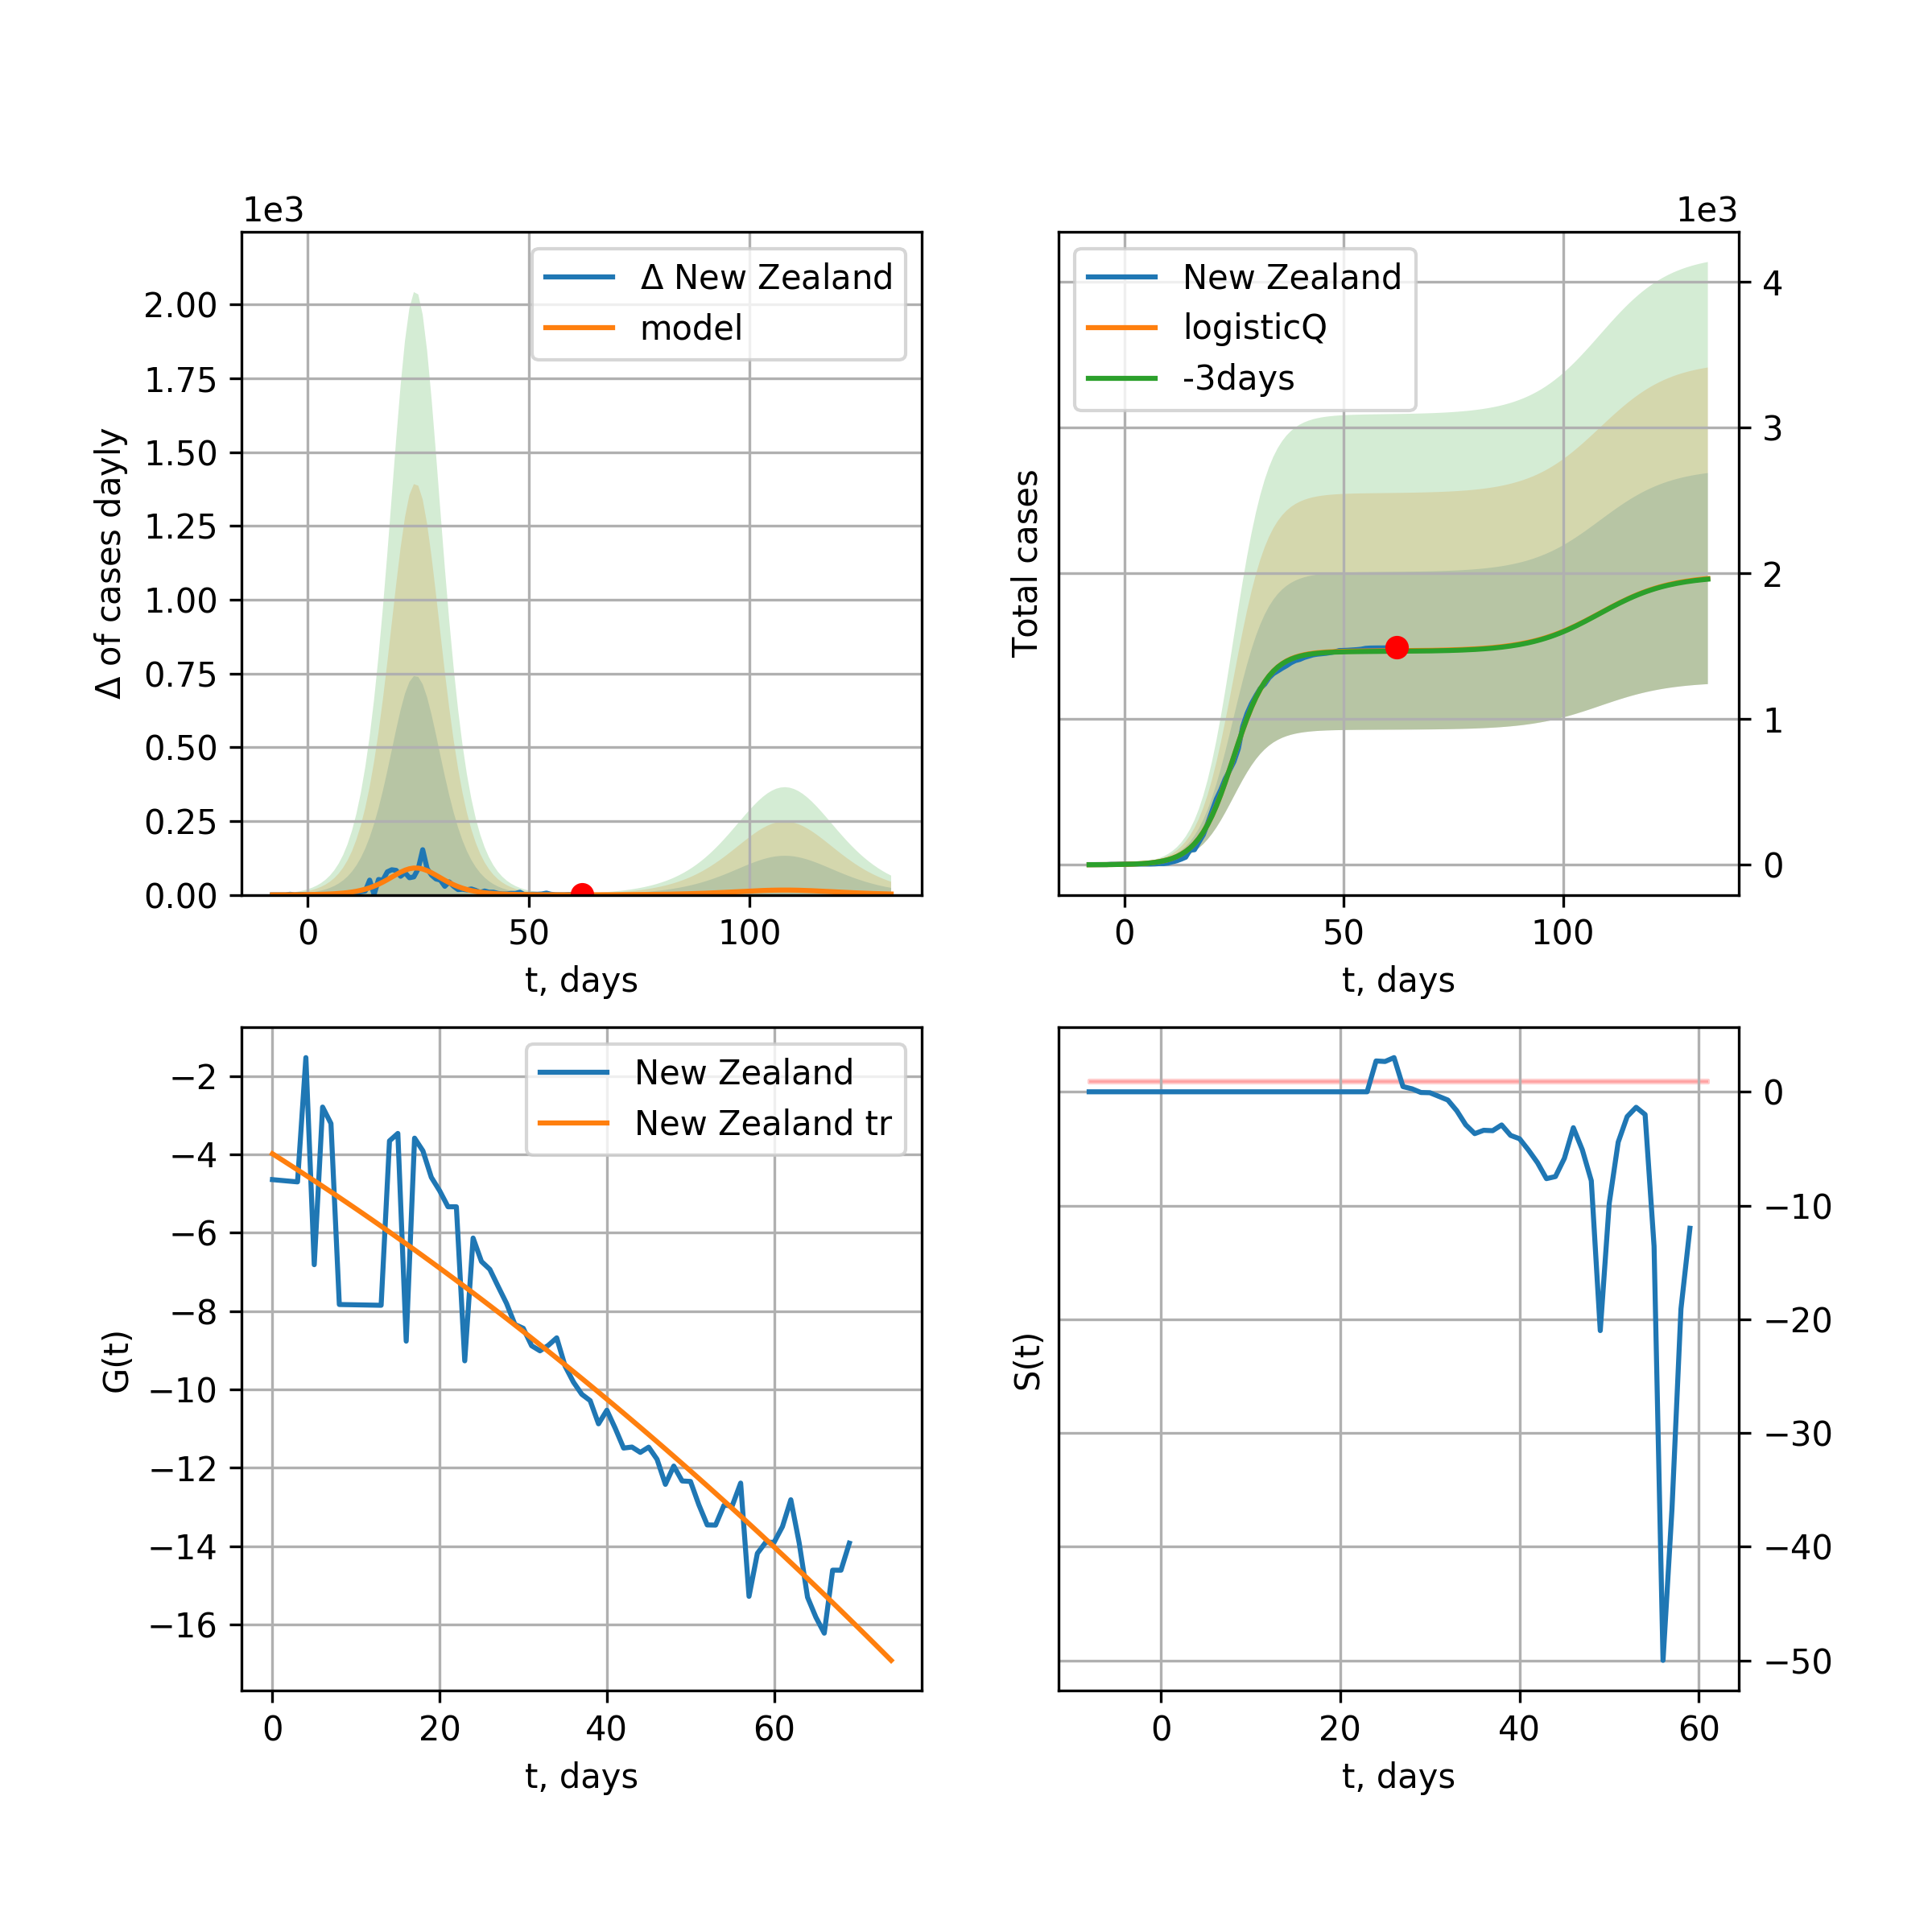 1e3
Δ of cases dayly
2.00
1.75
1.50
1.25
1.00
0.75
0.50
0.25
0.00
Δ New Zealand
model
0
50
100
t, days
1e3
Total cases
New Zealand
logisticQ
-3days
4
3
2
1
0
0
50
100
t, days
G(t)
−2
−4
−6
−8
−10
−12
−14
−16
New Zealand
New Zealand tr
0
20
40
60
t, days
S(t)
0
−10
−20
−30
−40
−50
0
20
40
60
t, days